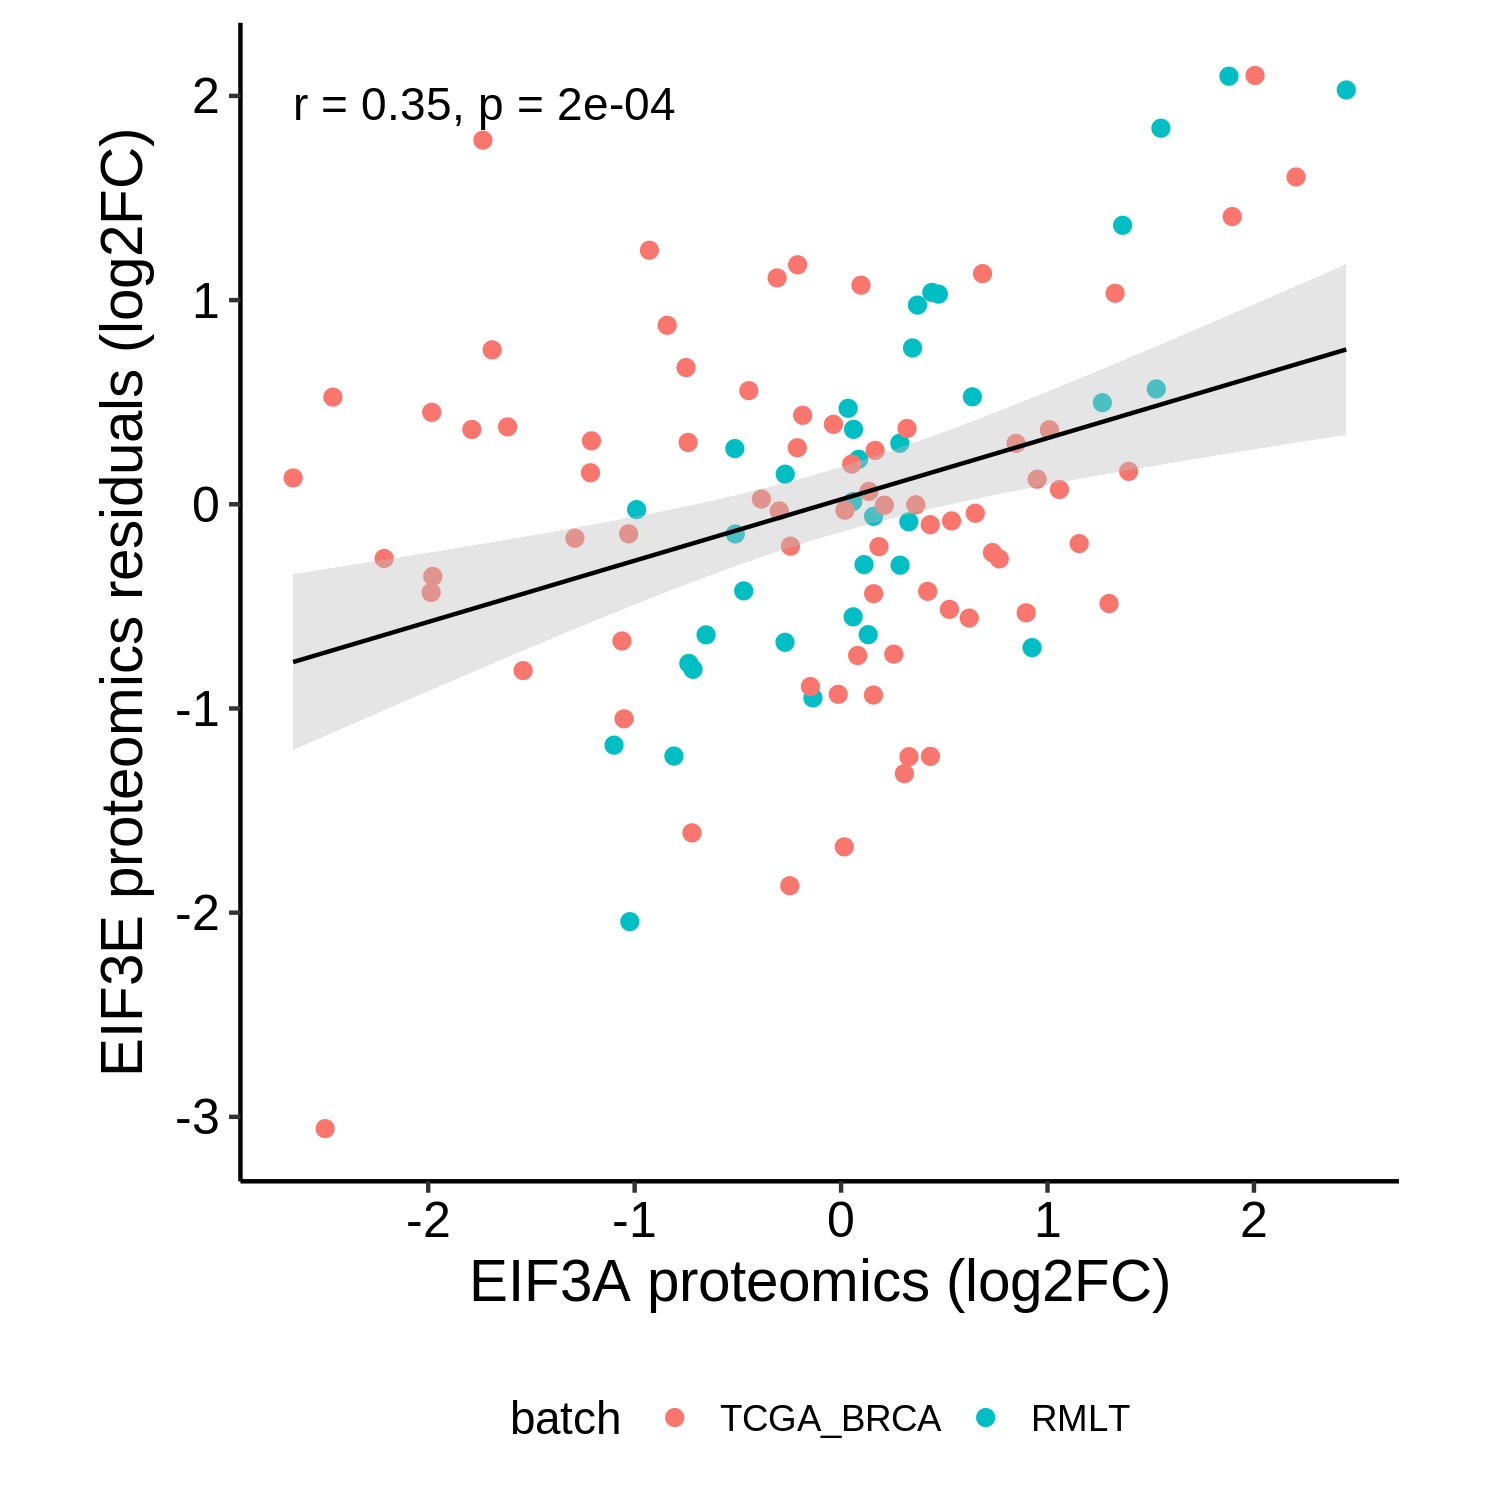 r = 0.35, p = 2e-04
EIF3E proteomics residuals (log2FC)
2
1
0
-1
-2
-3
-2 -1 0 1 2
EIF3A proteomics (log2FC)
batch TCGA_BRCA RMLT